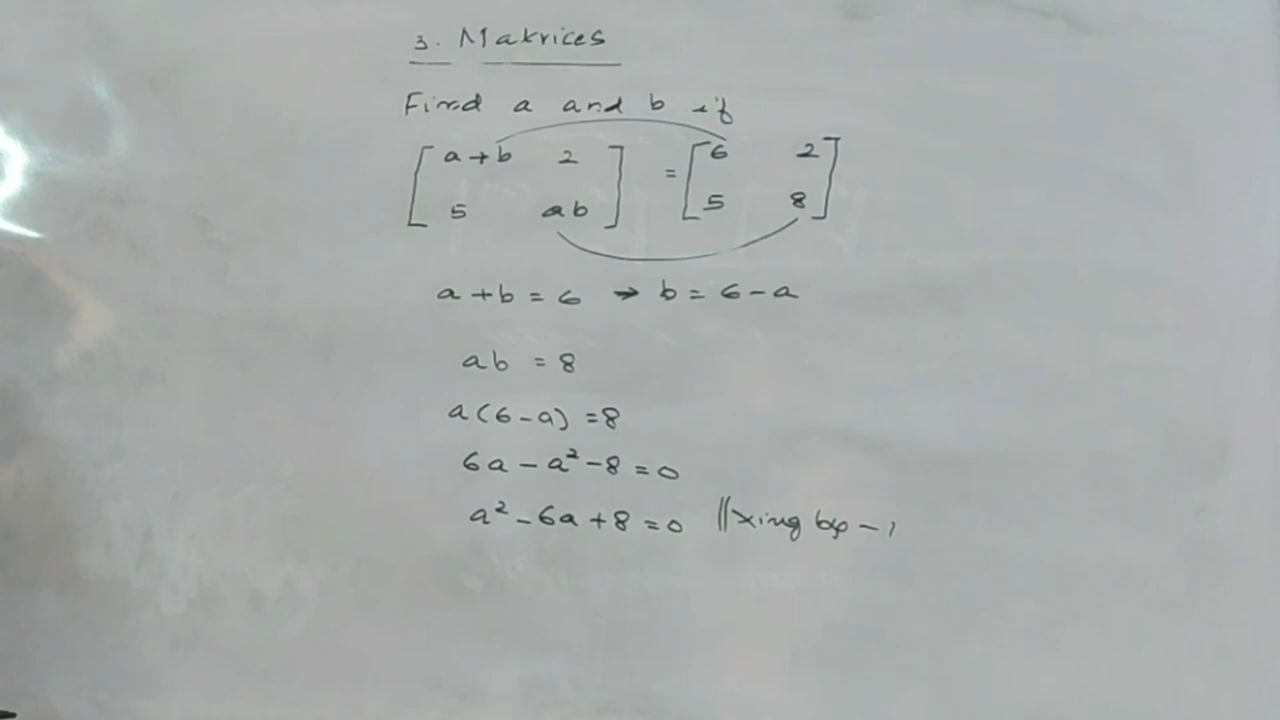 3. Matrices
Find a and b if
[ a+b 2 ] = [ 6 2 ]
[ 5 ab ] [ 5 8 ]
a+b = 6 → b = 6-a
ab = 8
a(6-a) = 8
6a - a² - 8 = 0
a² - 6a + 8 = 0 // xing by -1